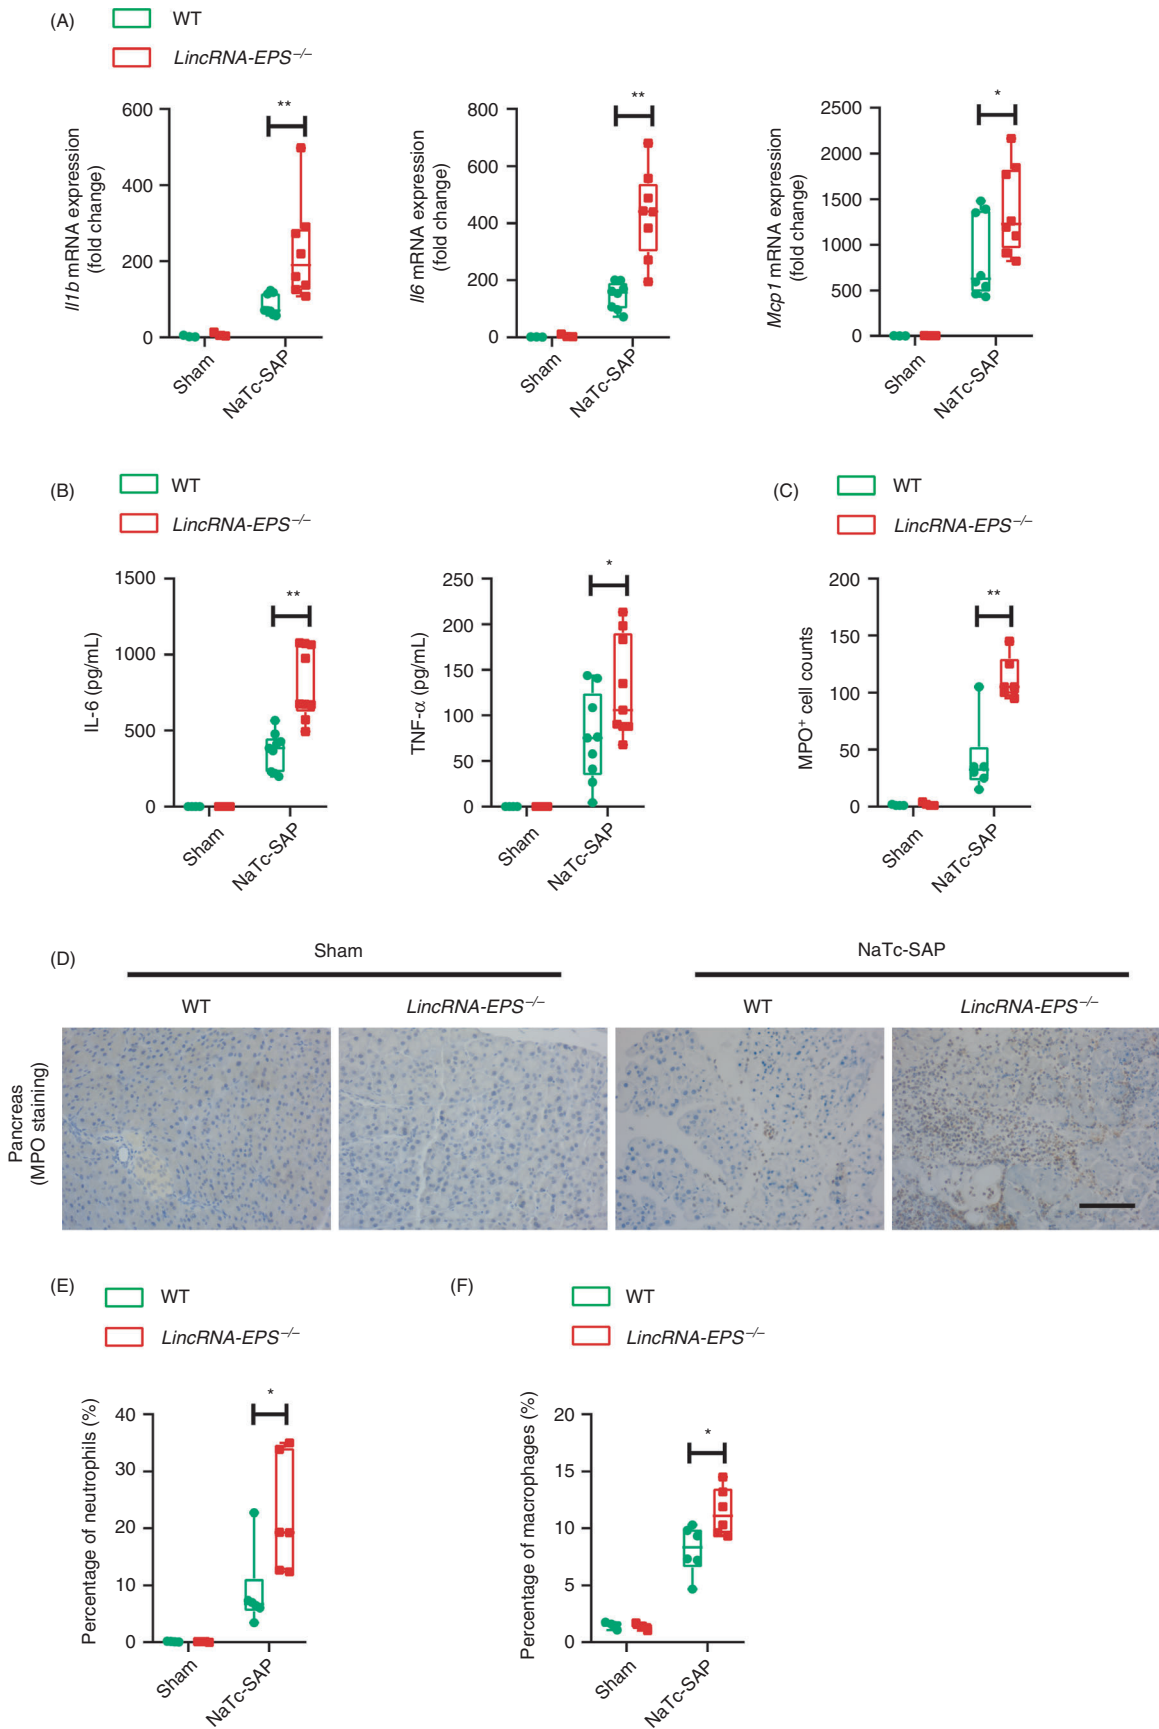 (A)
WT
LincRNA-EPS−/−
Il1b mRNA expression
(fold change)
600
400
200
0
**
Sham
NaTc-SAP
Il6 mRNA expression
(fold change)
800
600
400
200
0
**
Sham
NaTc-SAP
Mcp1 mRNA expression
(fold change)
2500
2000
1500
1000
500
0
*
Sham
NaTc-SAP
(B)
WT
LincRNA-EPS−/−
IL-6 (pg/mL)
1500
1000
500
0
**
Sham
NaTc-SAP
TNF-α (pg/mL)
250
200
150
100
50
0
*
Sham
NaTc-SAP
(C)
WT
LincRNA-EPS−/−
MPO+ cell counts
200
150
100
50
0
**
Sham
NaTc-SAP
(D)
Sham
NaTc-SAP
WT
LincRNA-EPS−/−
WT
LincRNA-EPS−/−
Pancreas
(MPO staining)
(E)
WT
LincRNA-EPS−/−
Percentage of neutrophils (%)
40
30
20
10
0
*
Sham
NaTc-SAP
(F)
WT
LincRNA-EPS−/−
Percentage of macrophages (%)
20
15
10
5
0
*
Sham
NaTc-SAP